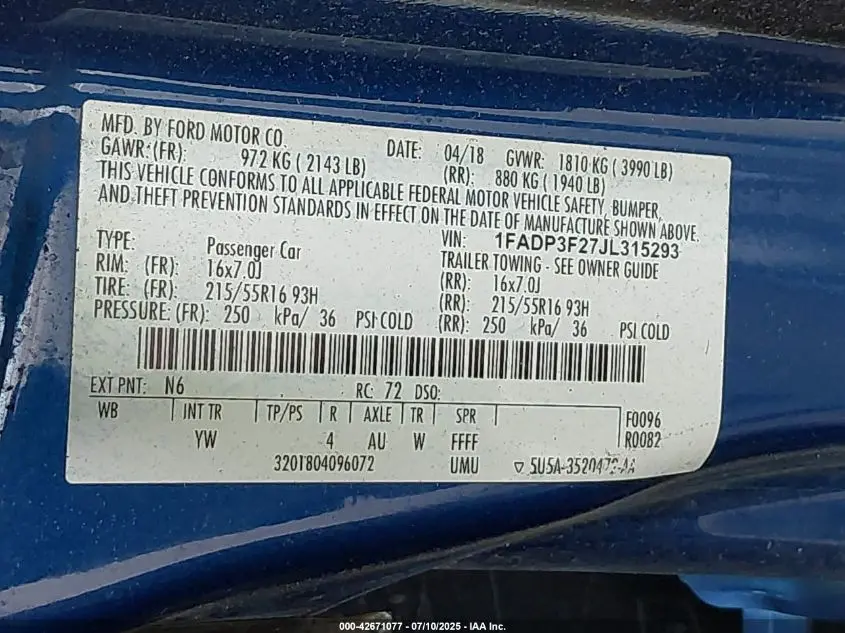 MFD. BY FORD MOTOR CO. DATE: 04/18 GVWR: 1810 KG ( 3990 LB)
GAWR:(FR): 972 KG ( 2143 LB) (RR): 880 KG ( 1940 LB)
THIS VEHICLE CONFORMS TO ALL APPLICABLE FEDERAL MOTOR VEHICLE SAFETY, BUMPER,
AND THEFT PREVENTION STANDARDS IN EFFECT ON THE DATE OF MANUFACTURE SHOWN ABOVE.
VIN: 1FADP3F27JL315293
TYPE: Passenger Car TRAILER TOWING - SEE OWNER GUIDE
RIM: (FR): 16x7.0J (RR): 16x7.0J
TIRE: (FR): 215/55R16 93H (RR): 215/55R16 93H
PRESSURE: (FR): 250 kPa/ 36 PSI COLD (RR): 250 kPa/ 36 PSI COLD
EXT PNT: N6 RC: 72 DSO:
WB INT TR TP/PS R AXLE TR SPR F0096
YW 4 AU W FFFF R0082
3201804096072 UMU ▽ 5U5A-3520472-AA
000-42671077 - 07/10/2025 - IAA Inc.